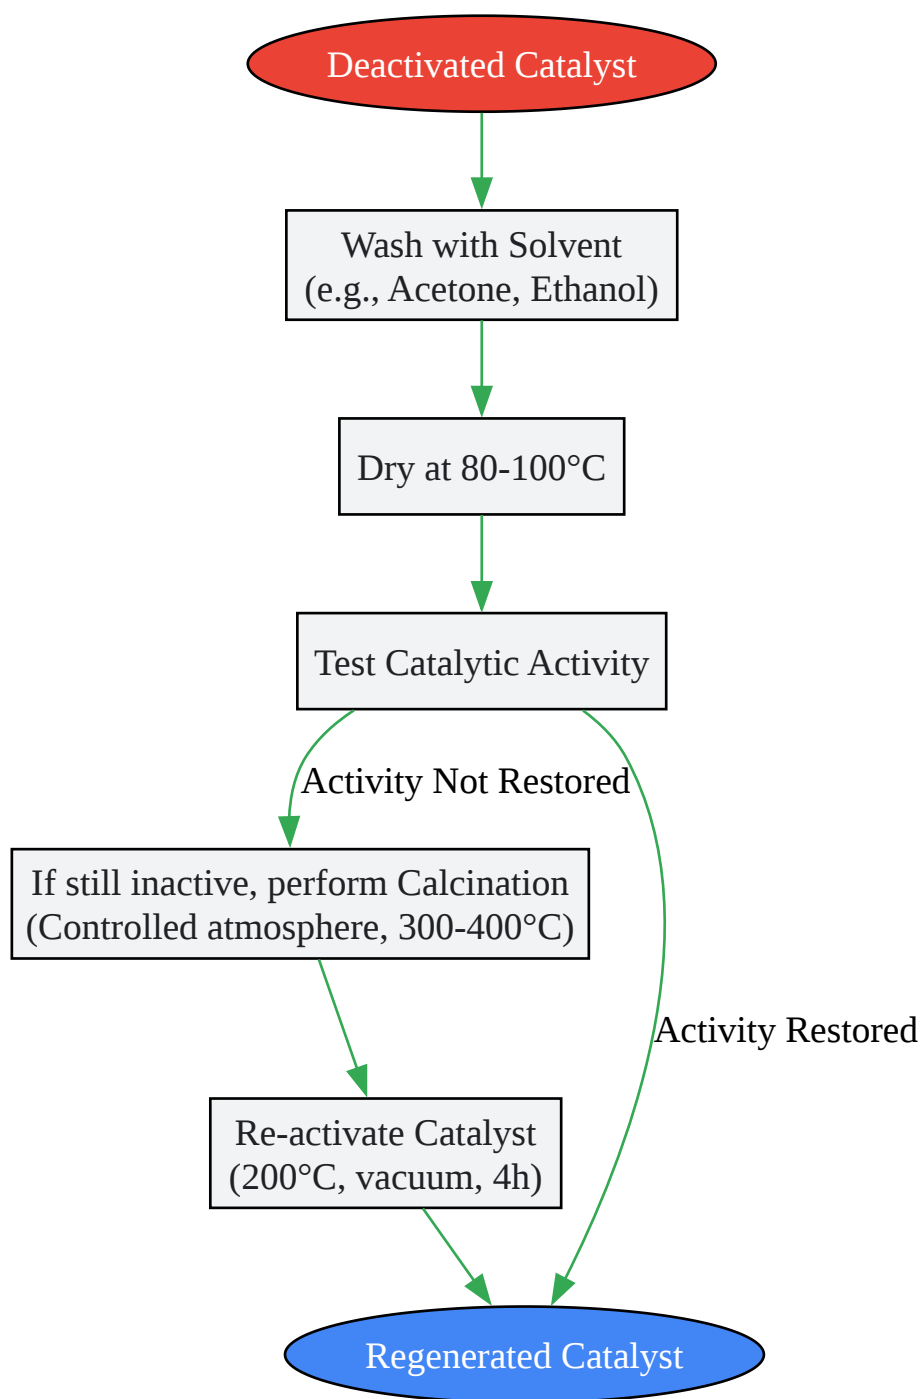 Deactivated Catalyst
Wash with Solvent
(e.g., Acetone, Ethanol)
Dry at 80-100°C
Test Catalytic Activity
Activity Not Restored
If still inactive, perform Calcination
(Controlled atmosphere, 300-400°C)
Activity Restored
Re-activate Catalyst
(200°C, vacuum, 4h)
Regenerated Catalyst